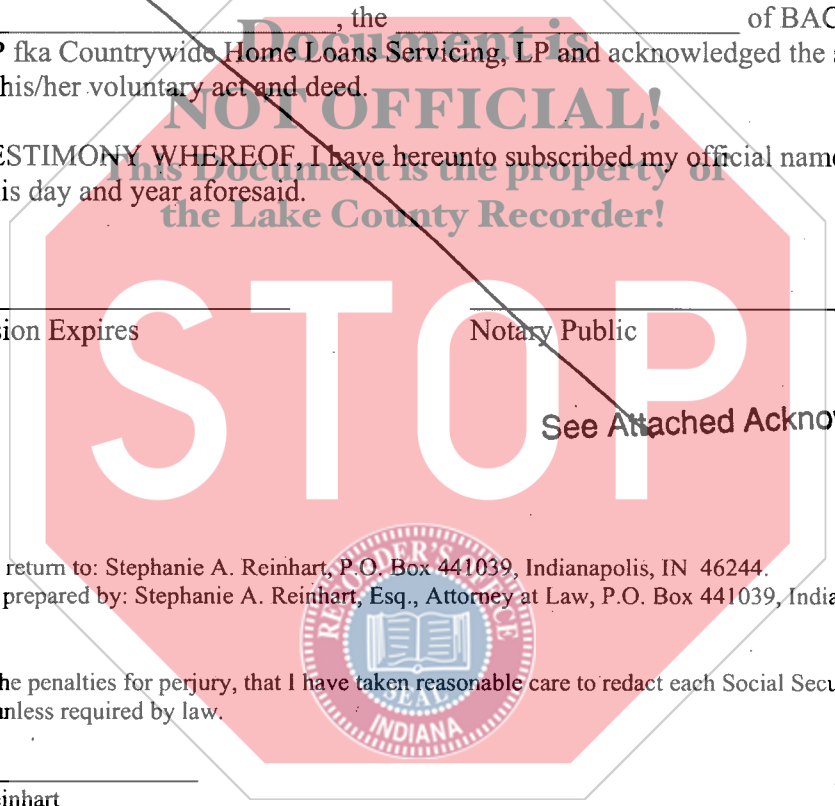 , the of BAC
P fka Countrywide Home Loans Servicing, LP and acknowledged the
his/her voluntary act and deed.
ESTIMONY WHEREOF, I have hereunto subscribed my official name
is day and year aforesaid.
Document is
NOT OFFICIAL!
This Document is the property of
the Lake County Recorder!
STOP
sion Expires
Notary Public
See Attached Acknow
return to: Stephanie A. Reinhart, P.O. Box 441039, Indianapolis, IN 46244.
prepared by: Stephanie A. Reinhart, Esq., Attorney at Law, P.O. Box 441039, India
RECORDER'S OFFICE
SEAL
INDIANA
he penalties for perjury, that I have taken reasonable care to redact each Social Secu
unless required by law.
einhart